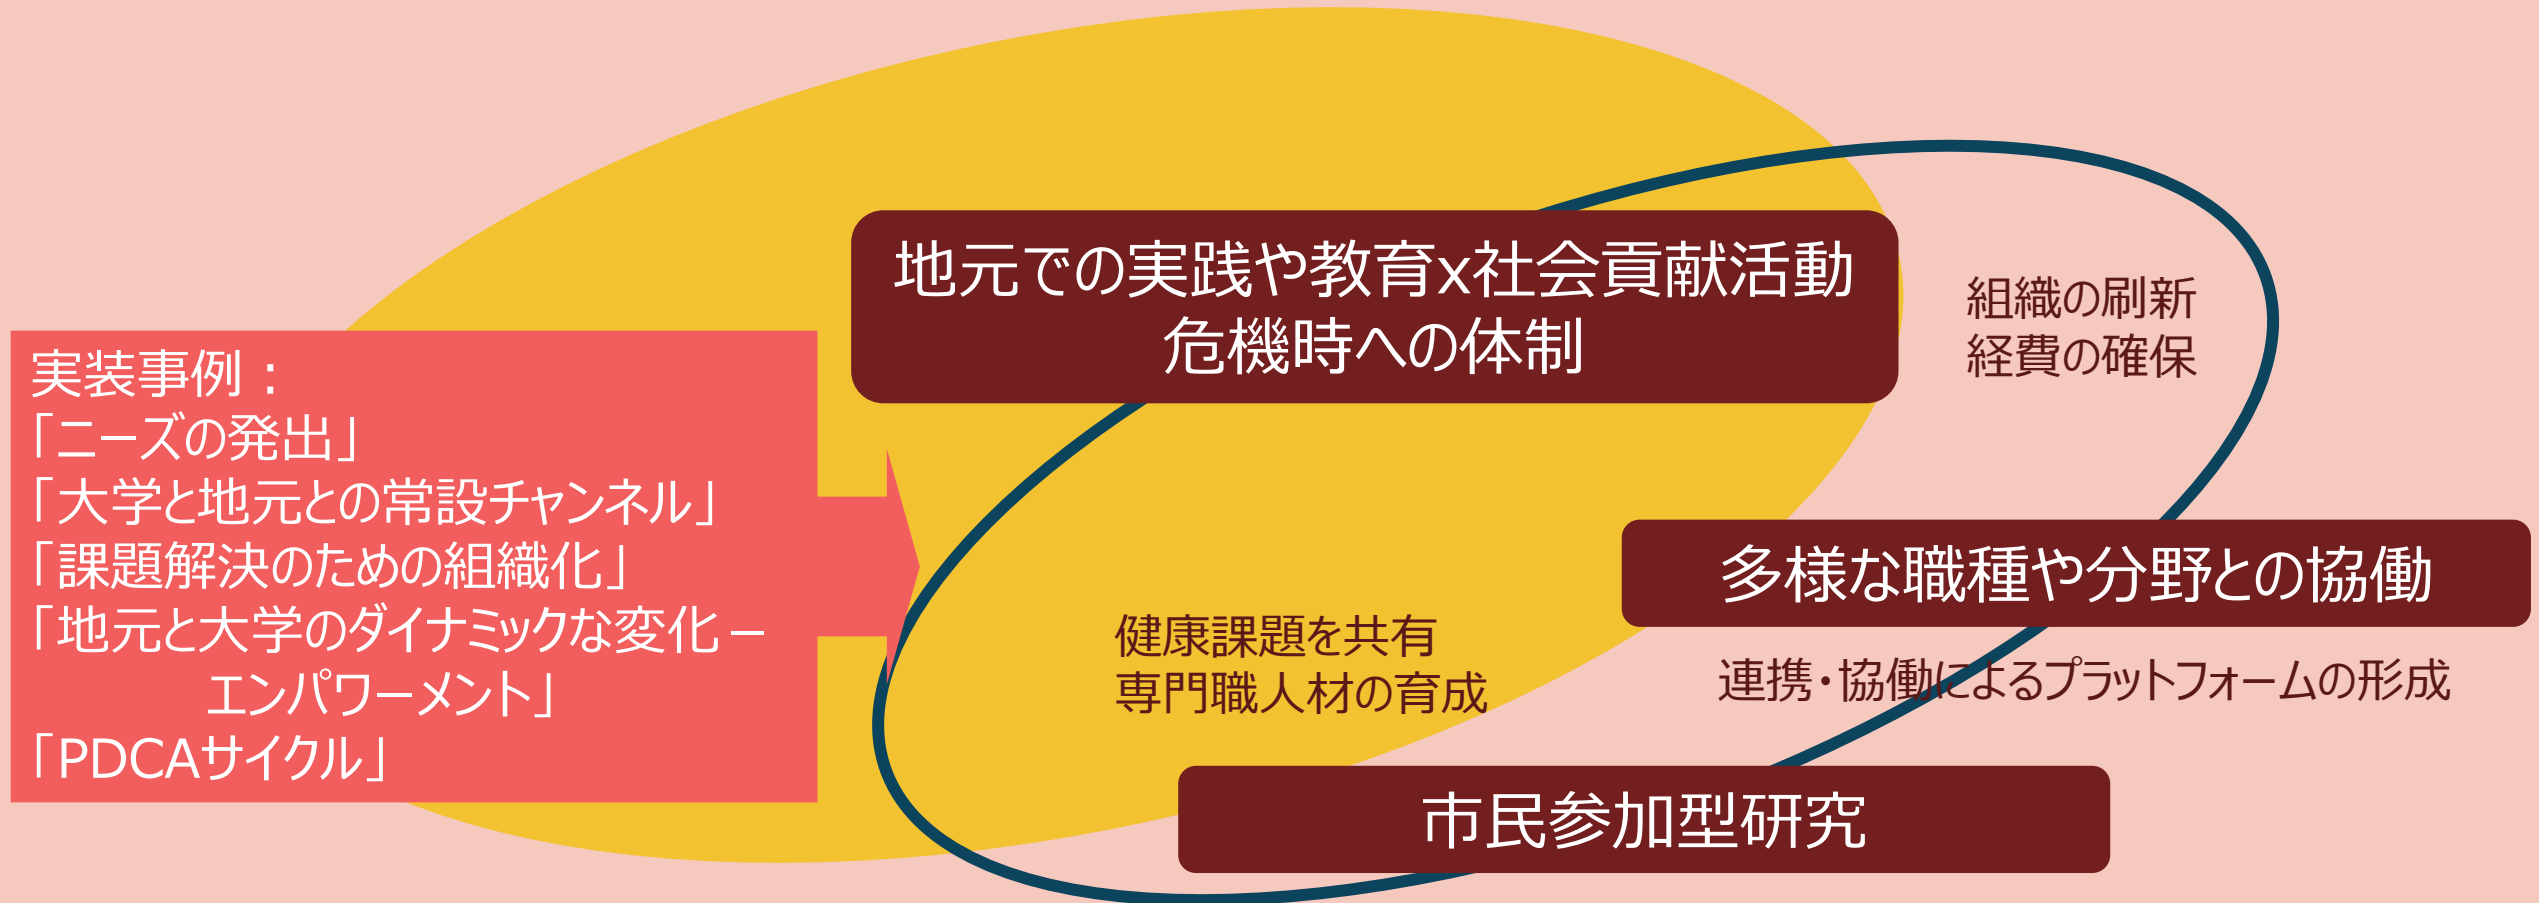 地元での実践や教育x社会貢献活動
危機時への体制
組織の刷新
経費の確保
実装事例：
「ニーズの発出」
「大学と地元との常設チャンネル」
「課題解決のための組織化」
「地元と大学のダイナミックな変化－
エンパワーメント」
「PDCAサイクル」
多様な職種や分野との協働
健康課題を共有
専門職人材の育成
連携・協働によるプラットフォームの形成
市民参加型研究